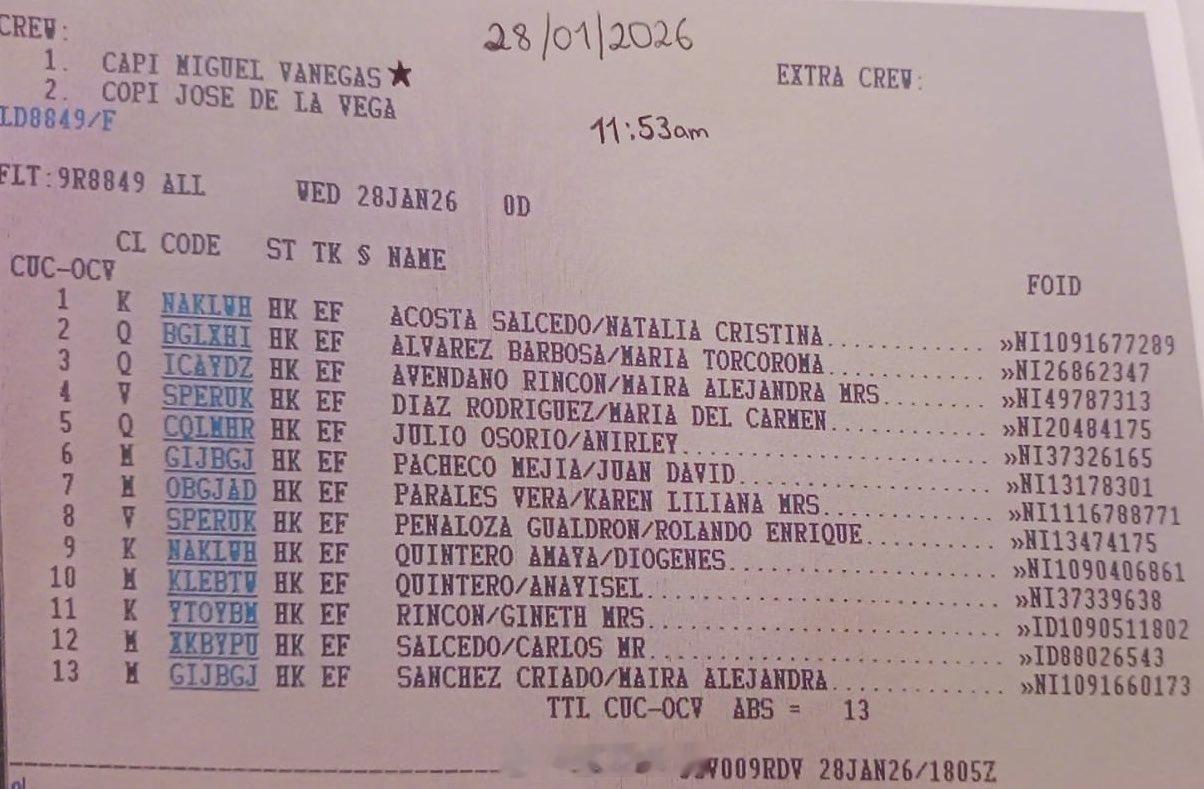 CREW:
28/01/2026
1. CAPI MIGUEL VANEGAS★
EXTRA CREW:
2. COPI JOSE DE LA VEGA
LD8849/F
11:53am
FLT:9R8849 ALL WED 28JAN26 0D
CL CODE ST TK S NAME FOID
CUC-OCV
1 K NAKLWH HK EF ACOSTA SALCEDO/NATALIA CRISTINA............ »NI1091677289
2 Q BGLXHI HK EF ALVAREZ BARBOSA/MARIA TORCOROMA............ »NI26862347
3 Q ICAYDZ HK EF AVENDANO RINCON/MAIRA ALEJANDRA MRS........ »NI49787313
4 V SPERUK HK EF DIAZ RODRIGUEZ/MARIA DEL CARMEN............ »NI20484175
5 Q CQLMHR HK EF JULIO OSORIO/ANIRLEY....................... »NI37326165
6 M GIJBGJ HK EF PACHECO MEJIA/JUAN DAVID................... »NI13178301
7 M OBGJAD HK EF PARALES VERA/KAREN LILIANA MRS............. »NI1116788771
8 V SPERUK HK EF PENALOZA GUALDRON/ROLANDO ENRIQUE.......... »NI13474175
9 K NAKLWH HK EF QUINTERO AMAYA/DIOGENES.................... »NI1090406861
10 M KLEBTW HK EF QUINTERO/ANAYISEL.......................... »NI37339638
11 K YTOYBM HK EF RINCON/GINETH MRS.......................... »ID1090511802
12 M XKBYPU HK EF SALCEDO/CARLOS MR.......................... »ID88026543
13 M GIJBGJ HK EF SANCHEZ CRIADO/MAIRA ALEJANDRA............. »NI1091660173
TTL CUC-OCV ABS = 13
V009RDV 28JAN26/1805Z